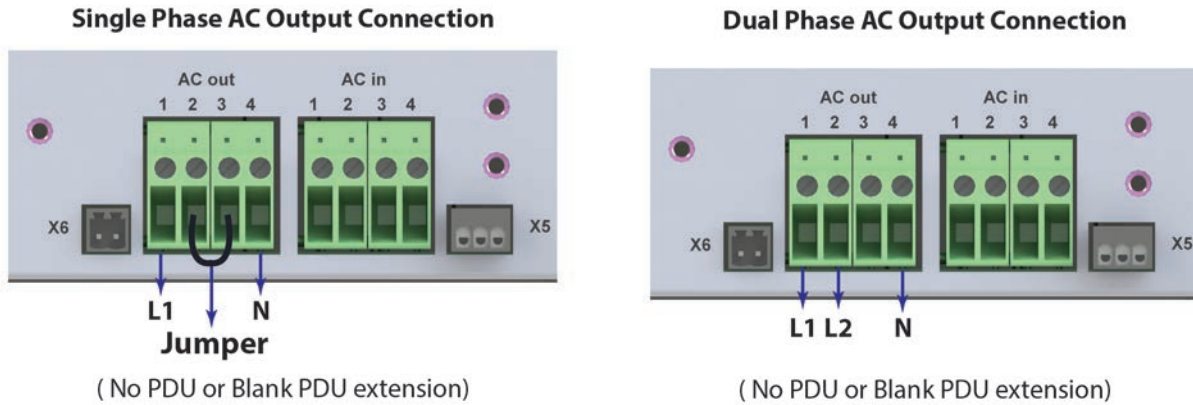 Single Phase AC Output Connection
AC out
AC in
1 2 3 4
1 2 3 4
X6
X5
L1
N
Jumper
( No PDU or Blank PDU extension)
Dual Phase AC Output Connection
AC out
AC in
1 2 3 4
1 2 3 4
X6
X5
L1 L2 N
( No PDU or Blank PDU extension)